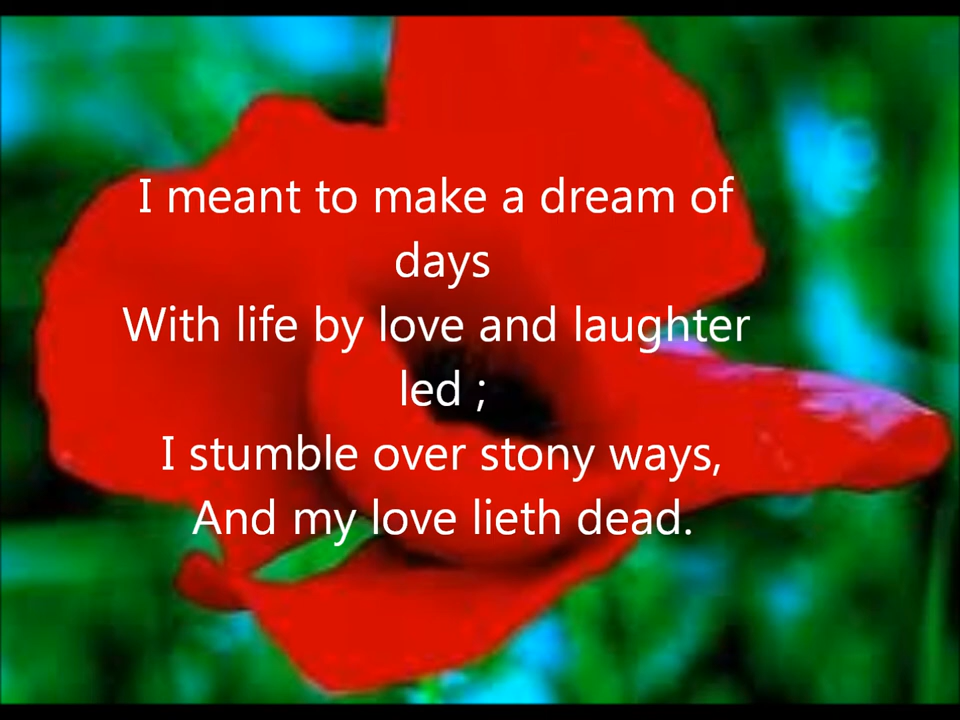 I meant to make a dream of
days
With life by love and laughter
led ;
I stumble over stony ways,
And my love lieth dead.